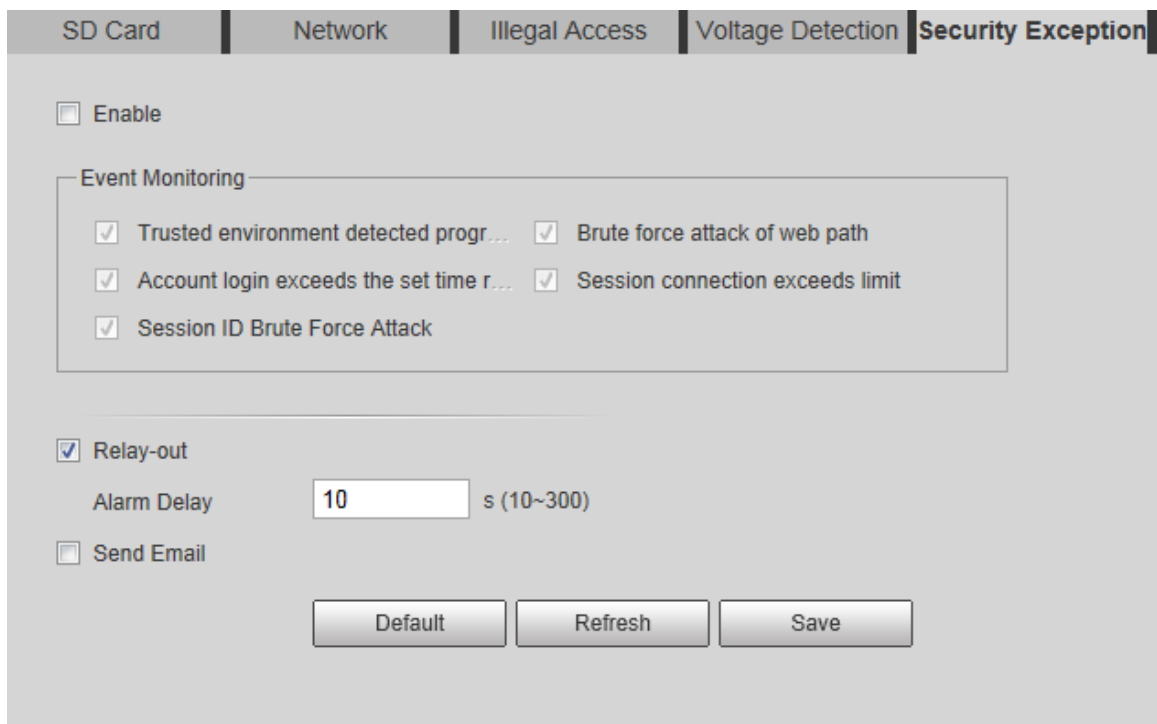 SD Card Network Illegal Access Voltage Detection Security Exception
Enable
Event Monitoring
Trusted environment detected progr... Brute force attack of web path
Account login exceeds the set time r... Session connection exceeds limit
Session ID Brute Force Attack
Relay-out
Alarm Delay 10 s (10~300)
Send Email
Default Refresh Save